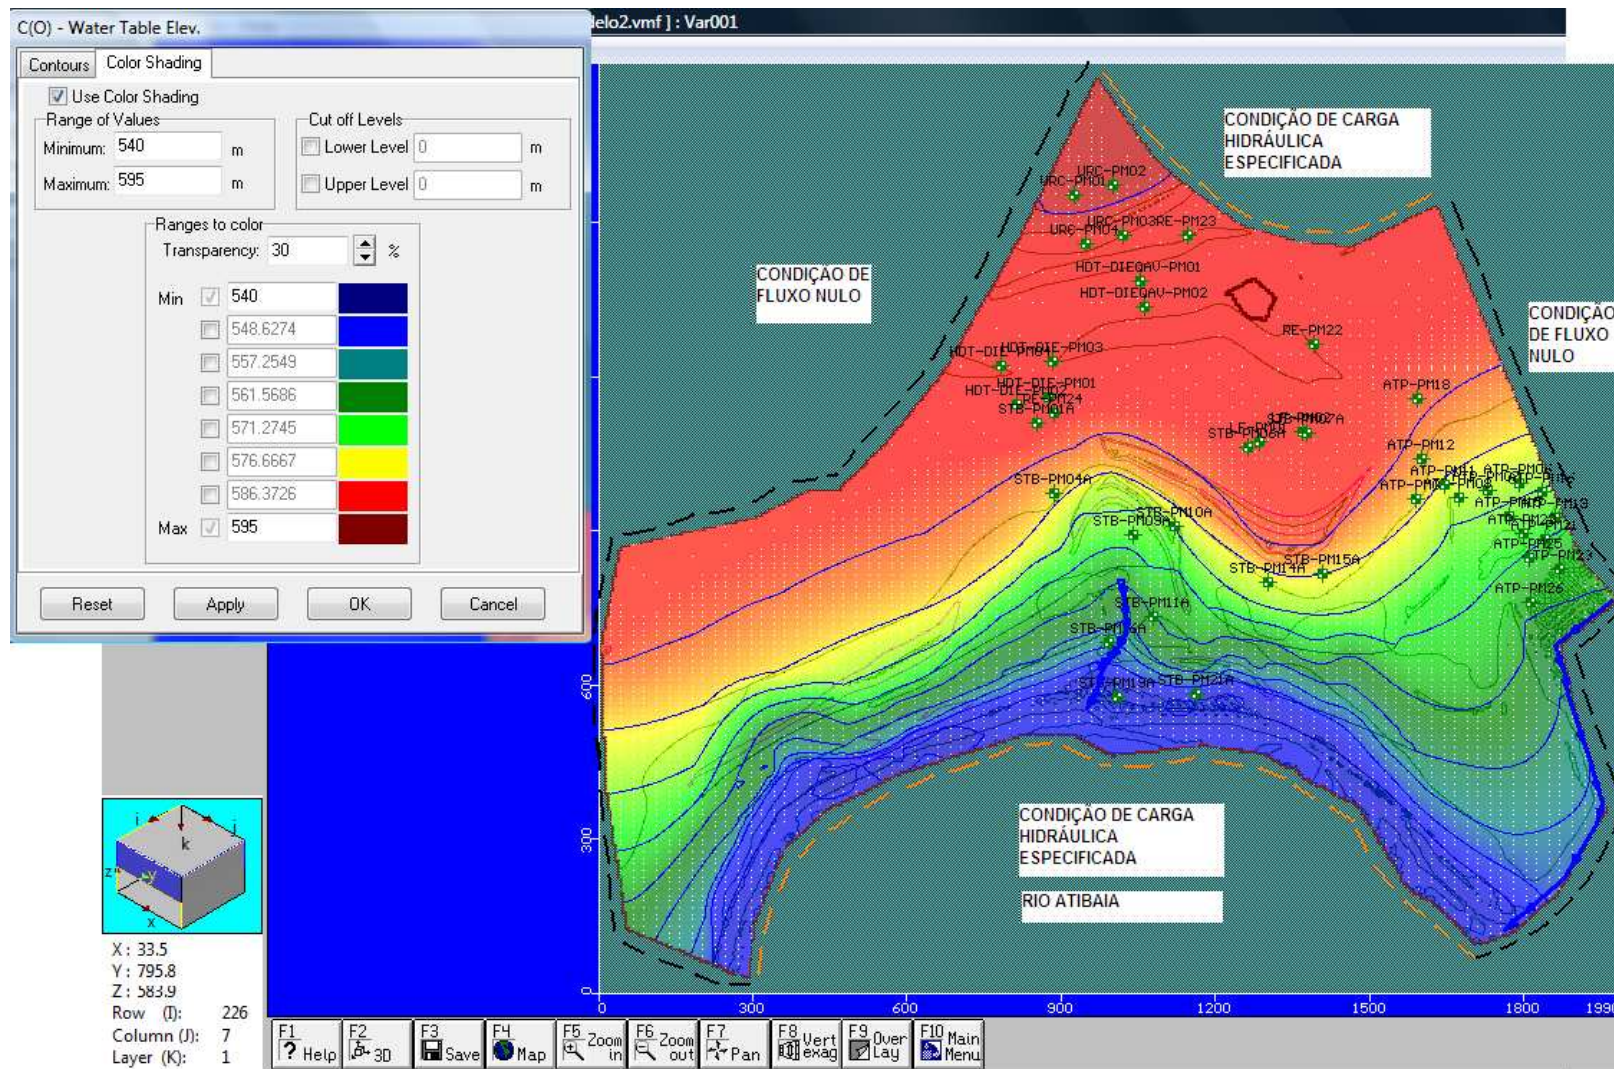 C(O) - Water Table Elev.
delo2.vmf ] : Var001
Contours
Color Shading
Use Color Shading
Range of Values
Minimum: 540 m
Maximum: 595 m
Cut off Levels
Lower Level 0 m
Upper Level 0 m
Ranges to color
Transparency: 30 %
Min 540
548.6274
557.2549
561.5686
571.2745
576.6667
586.3726
Max 595
Reset
Apply
OK
Cancel
CONDIÇÃO DE CARGA
HIDRÁULICA
ESPECIFICADA
CONDIÇÃO DE
FLUXO NULO
CONDIÇÃO
DE FLUXO
NULO
URC-PM02
URC-PM01
URC-PM03
RE-PM23
URC-PM04
HDT-DIEQAV-PM01
HDT-DIEQAV-PM02
RE-PM22
HDT-DIE-PM03
HDT-DIE-PM01
STB-PM01A
ATP-PM18
ATP-PM12
STB-PM04A
STB-PM10A
STB-PM09A
STB-PM15A
STB-PM14A
ATP-PM26
STB-PM11A
STB-PM21A
STB-PM19A
CONDIÇÃO DE CARGA
HIDRÁULICA
ESPECIFICADA
RIO ATIBAIA
600
300
0
0 300 600 900 1200 1500 1800 1990
i j k
z y x
X : 33.5
Y : 795.8
Z : 583.9
Row (I): 226
Column (J): 7
Layer (K): 1
F1 ? Help
F2 3D
F3 Save
F4 Map
F5 Zoom in
F6 Zoom out
F7 Pan
F8 Vert exag
F9 Over Lay
F10 Main Menu